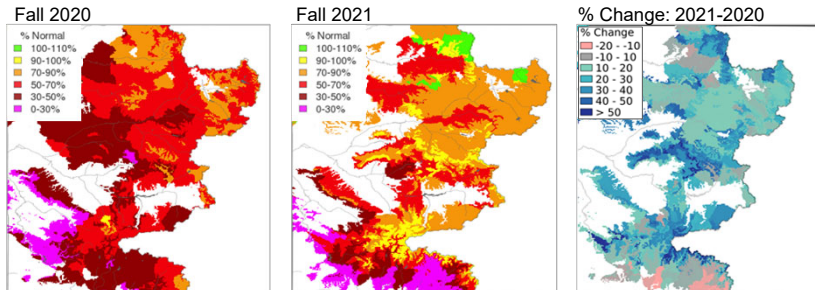 Fall 2020
% Normal
100-110%
90-100%
70-90%
50-70%
30-50%
0-30%
Fall 2021
% Normal
100-110%
90-100%
70-90%
50-70%
30-50%
0-30%
% Change: 2021-2020
% Change
-20 - -10
-10 - 10
10 - 20
20 - 30
30 - 40
40 - 50
> 50